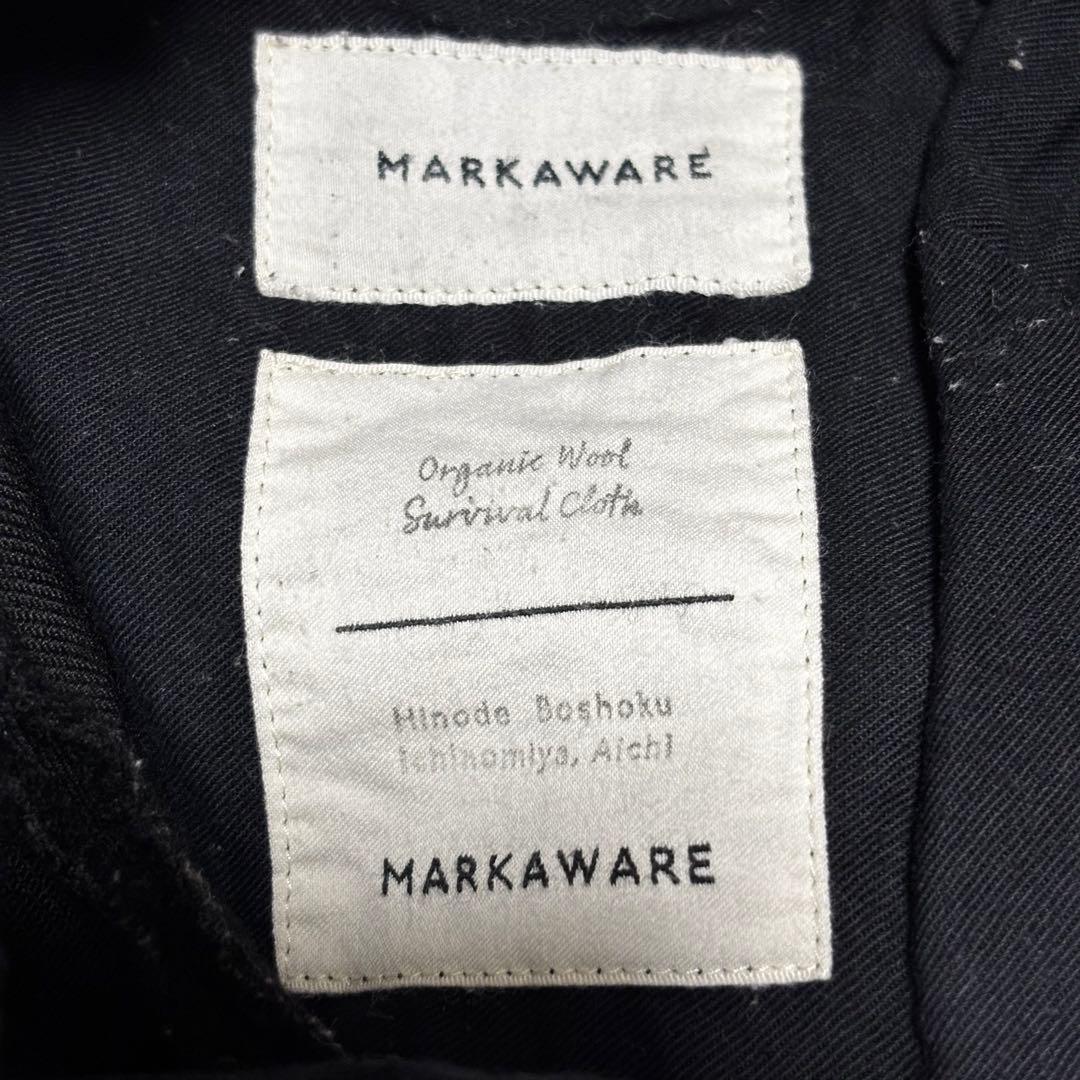 MARKAWARE
Organic Wool
Survival Cloth
Hinode Boshoku
Ichinomiya, Aichi
MARKAWARE